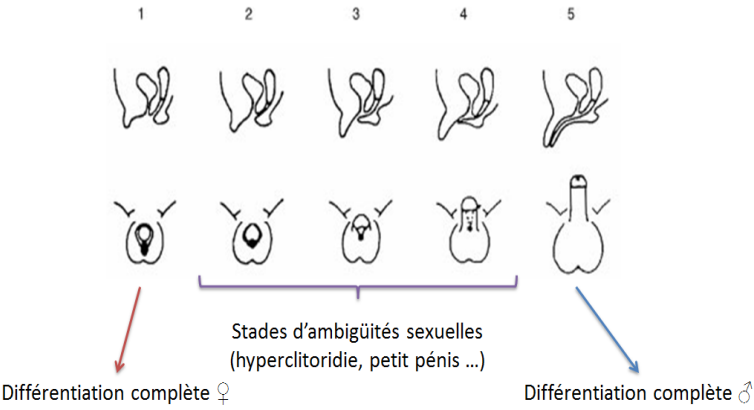 1 2 3 4 5
Stades d’ambigüités sexuelles
(hyperclitoridie, petit pénis ...)
Différentiation complète ♀
Différentiation complète ♂